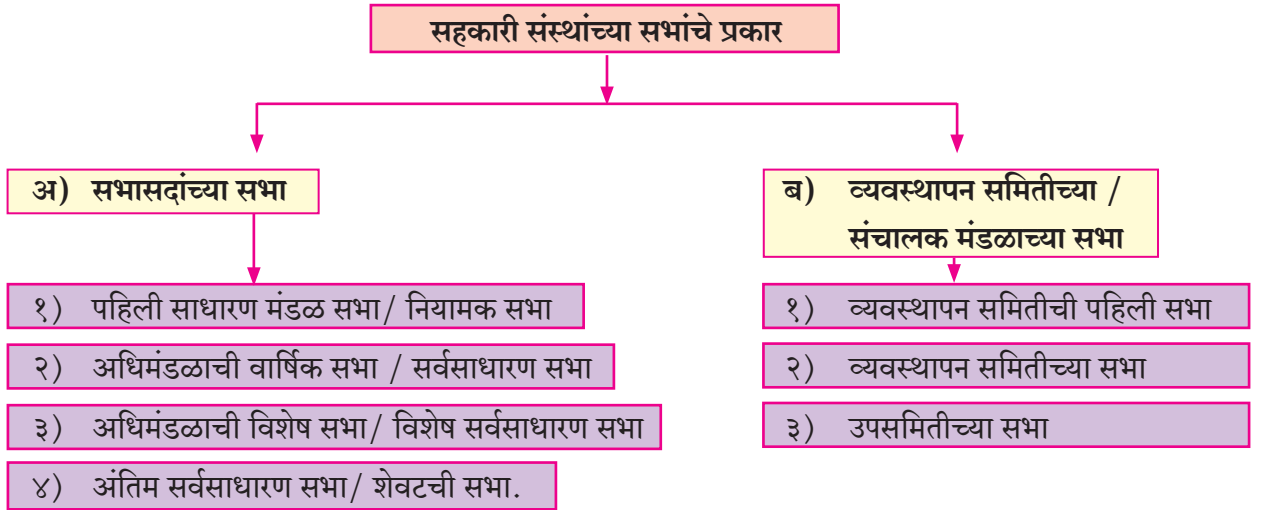 सहकारी संस्थांच्या सभांचे प्रकार
अ) सभासदांच्या सभा
१) पहिली साधारण मंडळ सभा/ नियामक सभा
२) अधिमंडळाची वार्षिक सभा / सर्वसाधारण सभा
३) अधिमंडळाची विशेष सभा/ विशेष सर्वसाधारण सभा
४) अंतिम सर्वसाधारण सभा/ शेवटची सभा.
ब) व्यवस्थापन समितीच्या /
संचालक मंडळाच्या सभा
१) व्यवस्थापन समितीची पहिली सभा
२) व्यवस्थापन समितीच्या सभा
३) उपसमितीच्या सभा